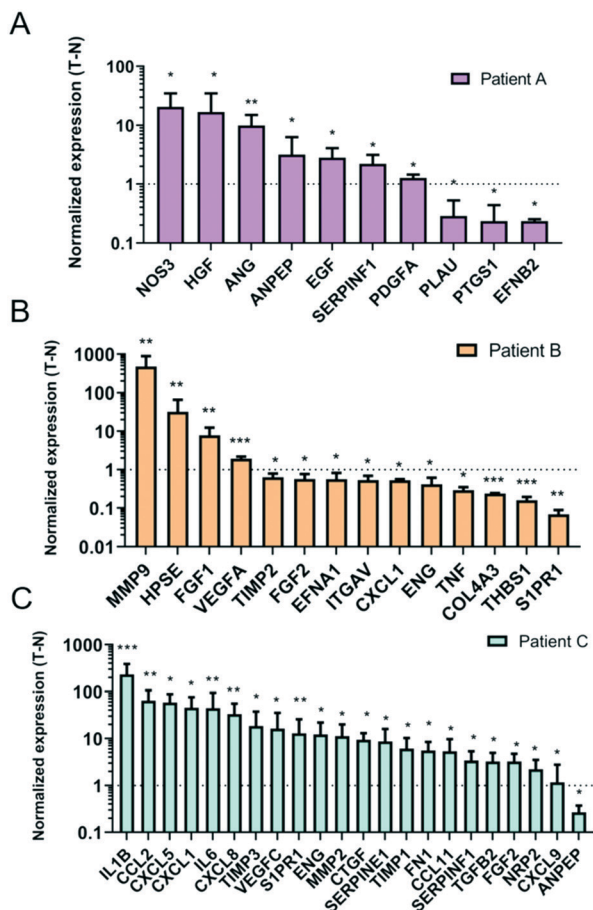 A
Normalized expression (T-N)
Patient A
100
10
1
0.1
* * ** * * * * * * *
NOS3 HGF ANG ANPEP EGF SERPINF1 PDGFA PLAU PTGS1 EFNB2
B
Normalized expression (T-N)
Patient B
1000
100
10
1
0.1
0.01
** ** ** *** * * * * * * * *** *** **
MMP9 HPSE FGF1 VEGFA TIMP2 FGF2 EFNA1 ITGAV CXCL1 ENG TNF COL4A3 THBS1 S1PR1
C
Normalized expression (T-N)
Patient C
1000
100
10
1
0.1
*** ** * * ** ** * * ** * * * * * * * * * * * * *
IL1B CCL2 CXCL5 CXCL1 IL6 CXCL8 TIMP3 VEGFC S1PR1 ENG MMP2 CTGF SERPINE1 TIMP1 FN1 CCL11 SERPINF1 TGFB2 FGF2 NRP2 CXCL9 ANPEP